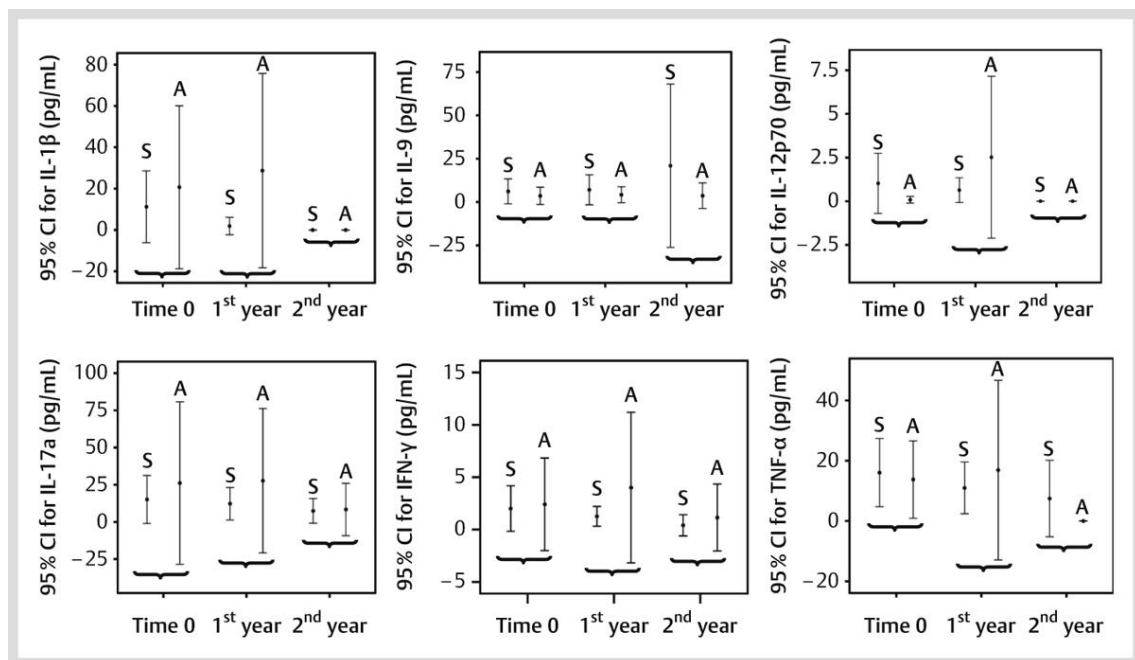 95% CI for IL-1β (pg/mL)
80
60
40
20
0
−20
S
A
S
A
S
A
Time 0
1st year
2nd year
95% CI for IL-9 (pg/mL)
75
50
25
0
−25
S
A
S
A
S
A
Time 0
1st year
2nd year
95% CI for IL-12p70 (pg/mL)
7.5
5
2.5
0
−2.5
S
A
S
A
S
A
Time 0
1st year
2nd year
95% CI for IL-17a (pg/mL)
100
75
50
25
0
−25
S
A
S
A
S
A
Time 0
1st year
2nd year
95% CI for IFN-γ (pg/mL)
15
10
5
0
−5
S
A
S
A
S
A
Time 0
1st year
2nd year
95% CI for TNF-α (pg/mL)
40
20
0
−20
S
A
S
A
S
A
Time 0
1st year
2nd year